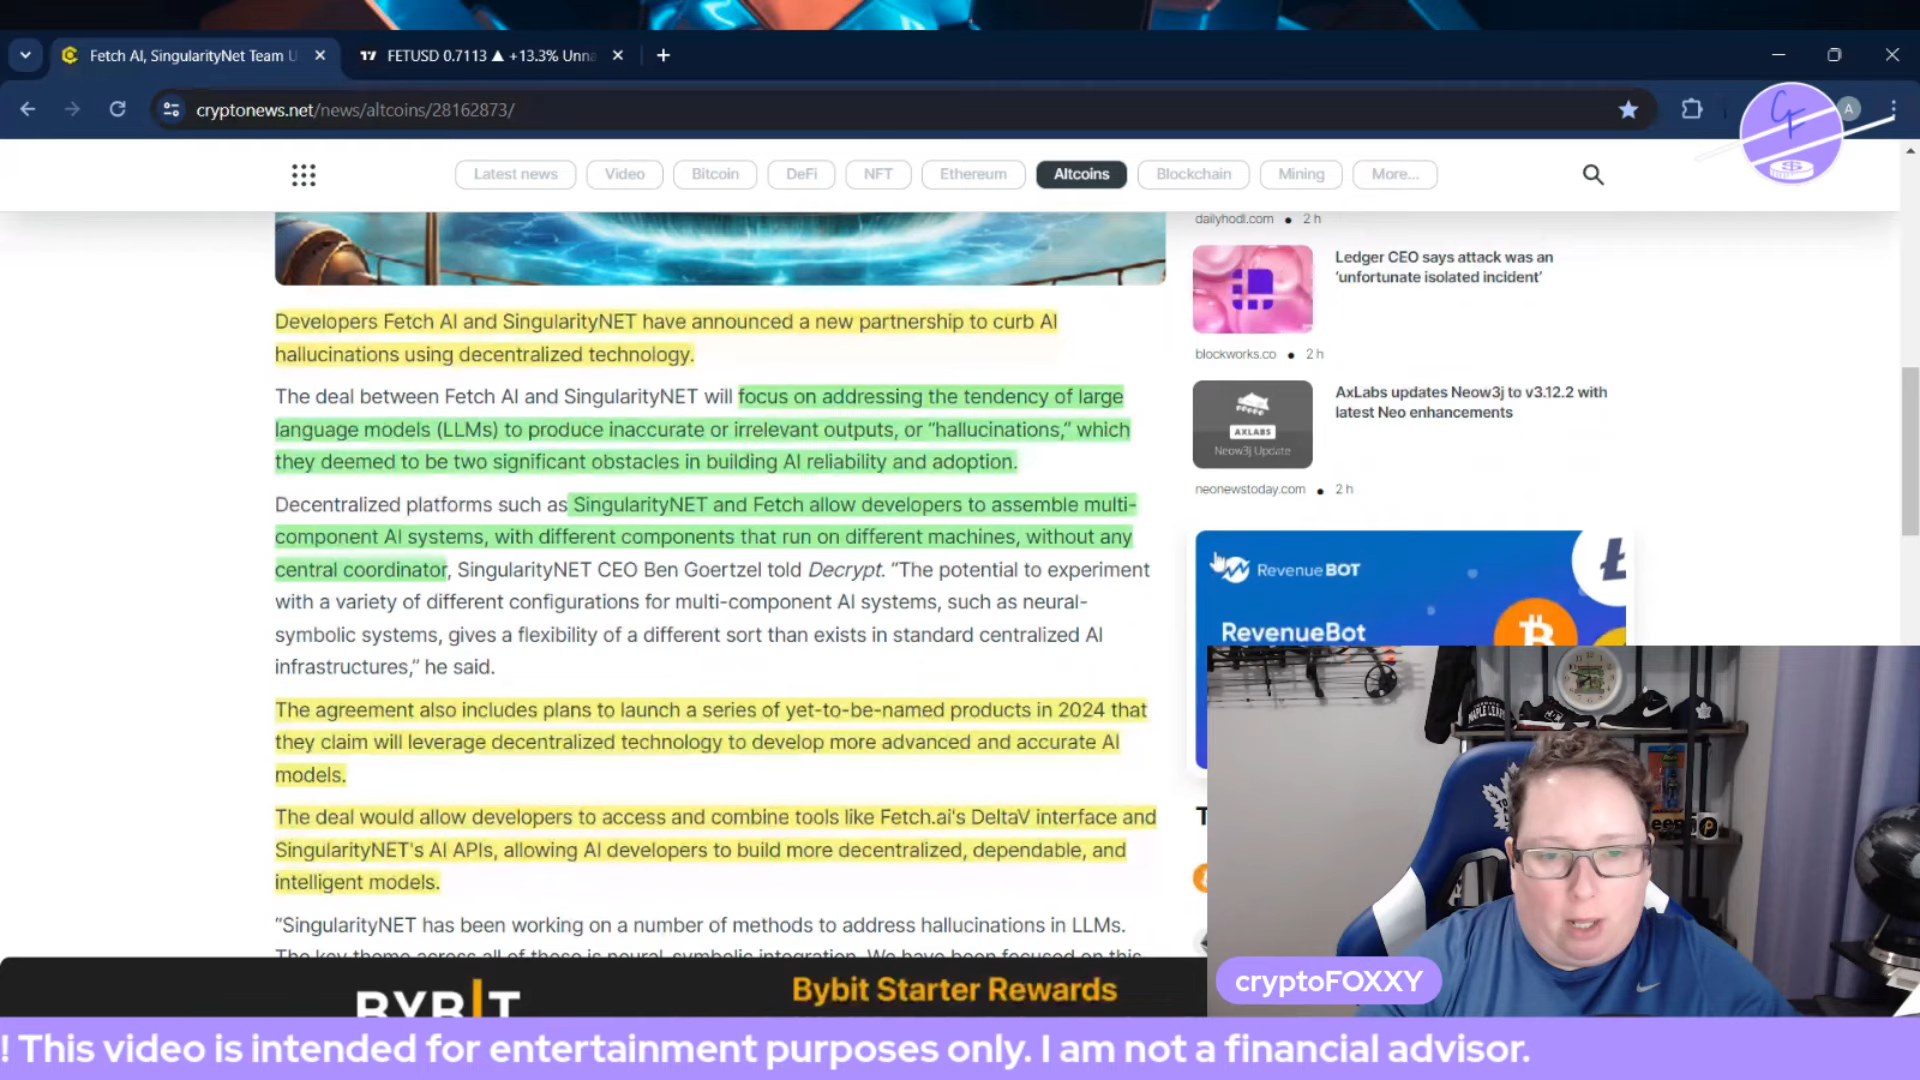 Fetch AI, SingularityNet Team U
FETUSD 0.7113 ▲ +13.3% Unna
cryptonews.net/news/altcoins/28162873/
A
Latest news
Video
Bitcoin
DeFi
NFT
Ethereum
Altcoins
Blockchain
Mining
More...
Developers Fetch AI and SingularityNET have announced a new partnership to curb AI
hallucinations using decentralized technology.
The deal between Fetch AI and SingularityNET will focus on addressing the tendency of large
language models (LLMs) to produce inaccurate or irrelevant outputs, or “hallucinations,” which
they deemed to be two significant obstacles in building AI reliability and adoption.
Decentralized platforms such as SingularityNET and Fetch allow developers to assemble multi-
component AI systems, with different components that run on different machines, without any
central coordinator, SingularityNET CEO Ben Goertzel told Decrypt. “The potential to experiment
with a variety of different configurations for multi-component AI systems, such as neural-
symbolic systems, gives a flexibility of a different sort than exists in standard centralized AI
infrastructures,” he said.
The agreement also includes plans to launch a series of yet-to-be-named products in 2024 that
they claim will leverage decentralized technology to develop more advanced and accurate AI
models.
The deal would allow developers to access and combine tools like Fetch.ai's DeltaV interface and
SingularityNET's AI APIs, allowing AI developers to build more decentralized, dependable, and
intelligent models.
“SingularityNET has been working on a number of methods to address hallucinations in LLMs.
The key theme across all of these is neural-symbolic integration. We have been focused on this
dailyhodl.com ● 2 h
Ledger CEO says attack was an
‘unfortunate isolated incident’
blockworks.co ● 2 h
AXLABS
Neow3j Update
AxLabs updates Neow3j to v3.12.2 with
latest Neo enhancements
neonewstoday.com ● 2 h
Revenue BOT
RevenueBot
T
MAPLE LEAFS
BYBIT
Bybit Starter Rewards
cryptoFOXXY
! This video is intended for entertainment purposes only. I am not a financial advisor.